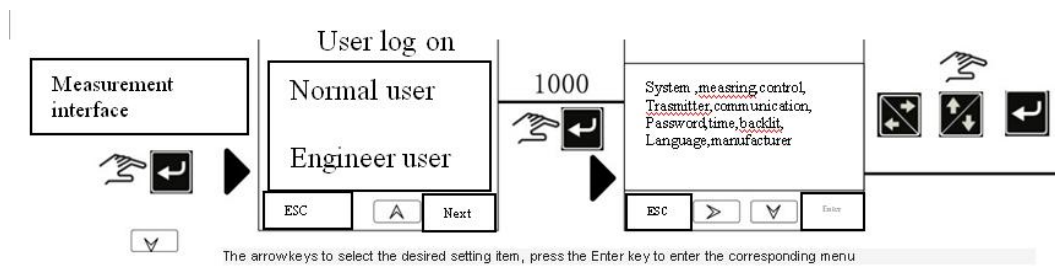 User log on
Measurement
interface
Normal user
Engineer user
ESC
Next
1000
System ,measring,control,
Trasmitter,communication,
Password,time,backlit,
Language,manufacturer
ESC
Enter
The arrowkeys to select the desired setting item, press the Enter key to enter the corresponding menu